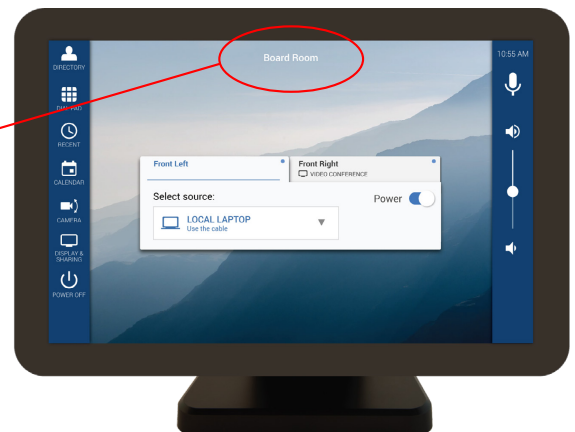 Board Room
10:55 AM
DIRECTORY
DIAL PAD
RECENT
CALENDAR
CAMERA
DISPLAY &
SHARING
POWER OFF
Front Left
Front Right
VIDEO CONFERENCE
Select source:
Power
LOCAL LAPTOP
Use the cable